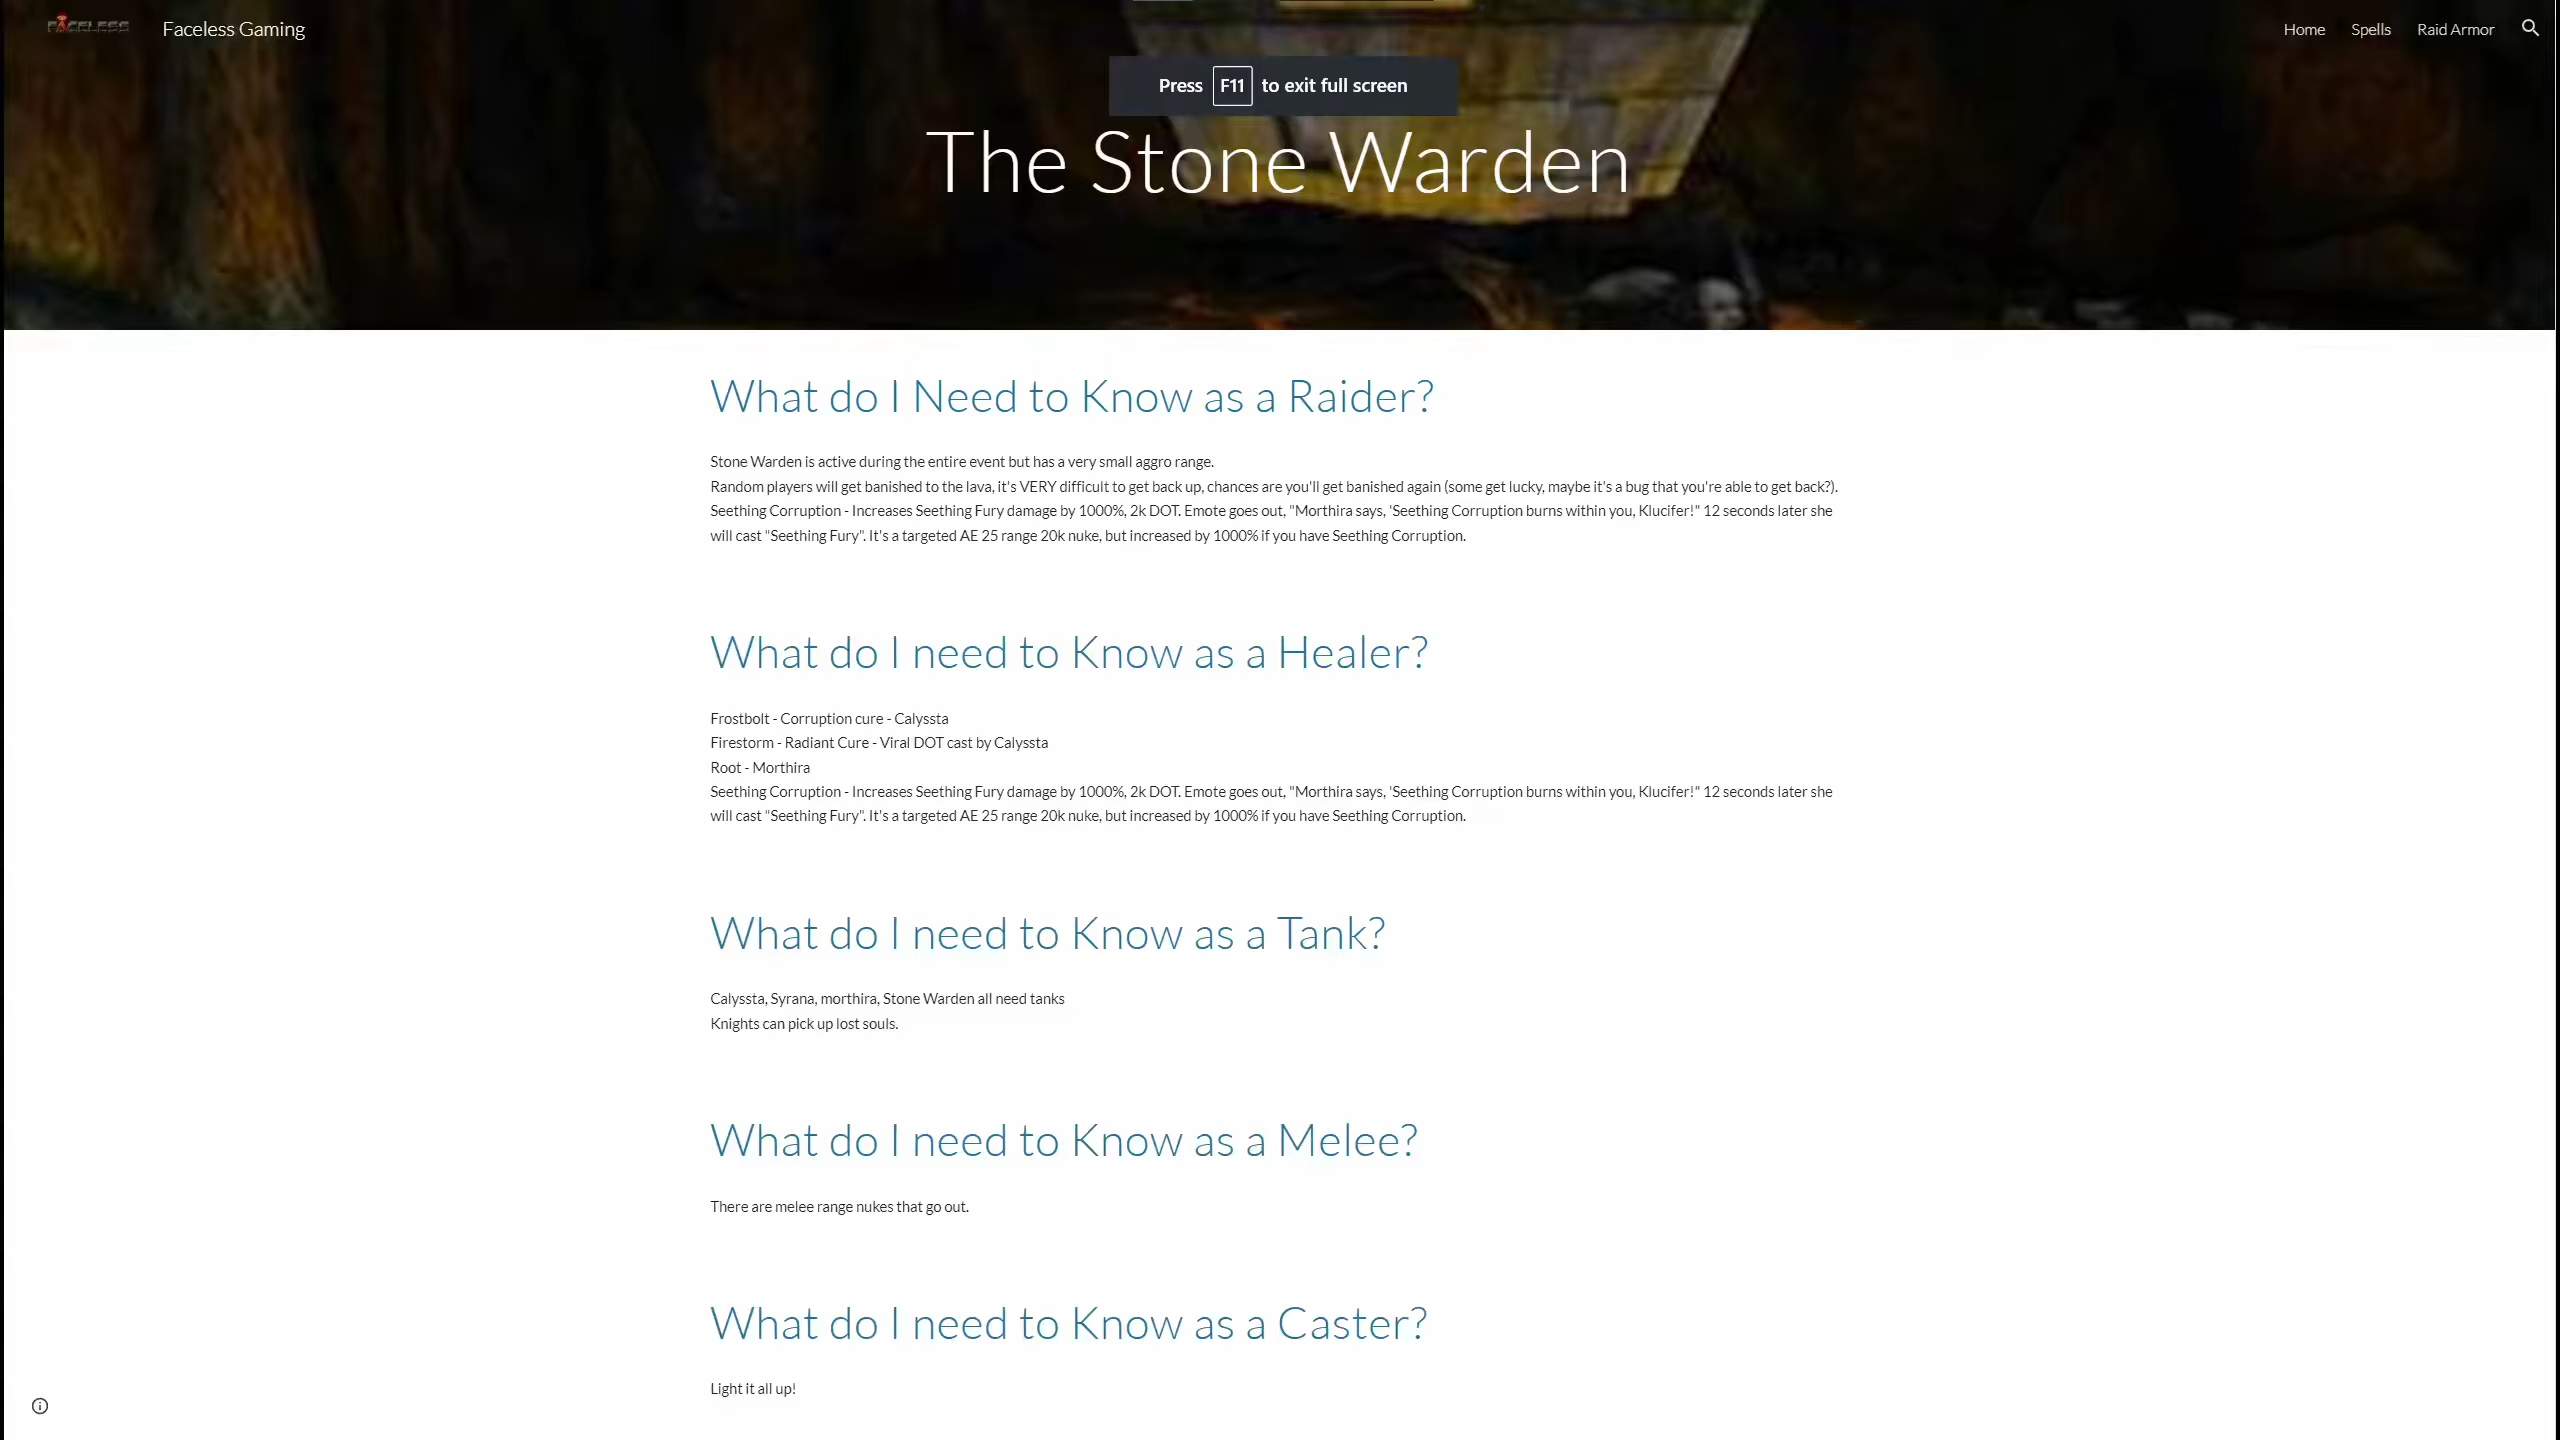 FACELESS
Faceless Gaming
Home
Spells
Raid Armor
Press F11 to exit full screen
The Stone Warden
What do I Need to Know as a Raider?
Stone Warden is active during the entire event but has a very small aggro range.
Random players will get banished to the lava, it's VERY difficult to get back up, chances are you'll get banished again (some get lucky, maybe it's a bug that you're able to get back?).
Seething Corruption - Increases Seething Fury damage by 1000%, 2k DOT. Emote goes out, "Morthira says, 'Seething Corruption burns within you, Klucifer!" 12 seconds later she
will cast "Seething Fury". It's a targeted AE 25 range 20k nuke, but increased by 1000% if you have Seething Corruption.
What do I need to Know as a Healer?
Frostbolt - Corruption cure - Calyssta
Firestorm - Radiant Cure - Viral DOT cast by Calyssta
Root - Morthira
Seething Corruption - Increases Seething Fury damage by 1000%, 2k DOT. Emote goes out, "Morthira says, 'Seething Corruption burns within you, Klucifer!" 12 seconds later she
will cast "Seething Fury". It's a targeted AE 25 range 20k nuke, but increased by 1000% if you have Seething Corruption.
What do I need to Know as a Tank?
Calyssta, Syrana, morthira, Stone Warden all need tanks
Knights can pick up lost souls.
What do I need to Know as a Melee?
There are melee range nukes that go out.
What do I need to Know as a Caster?
Light it all up!